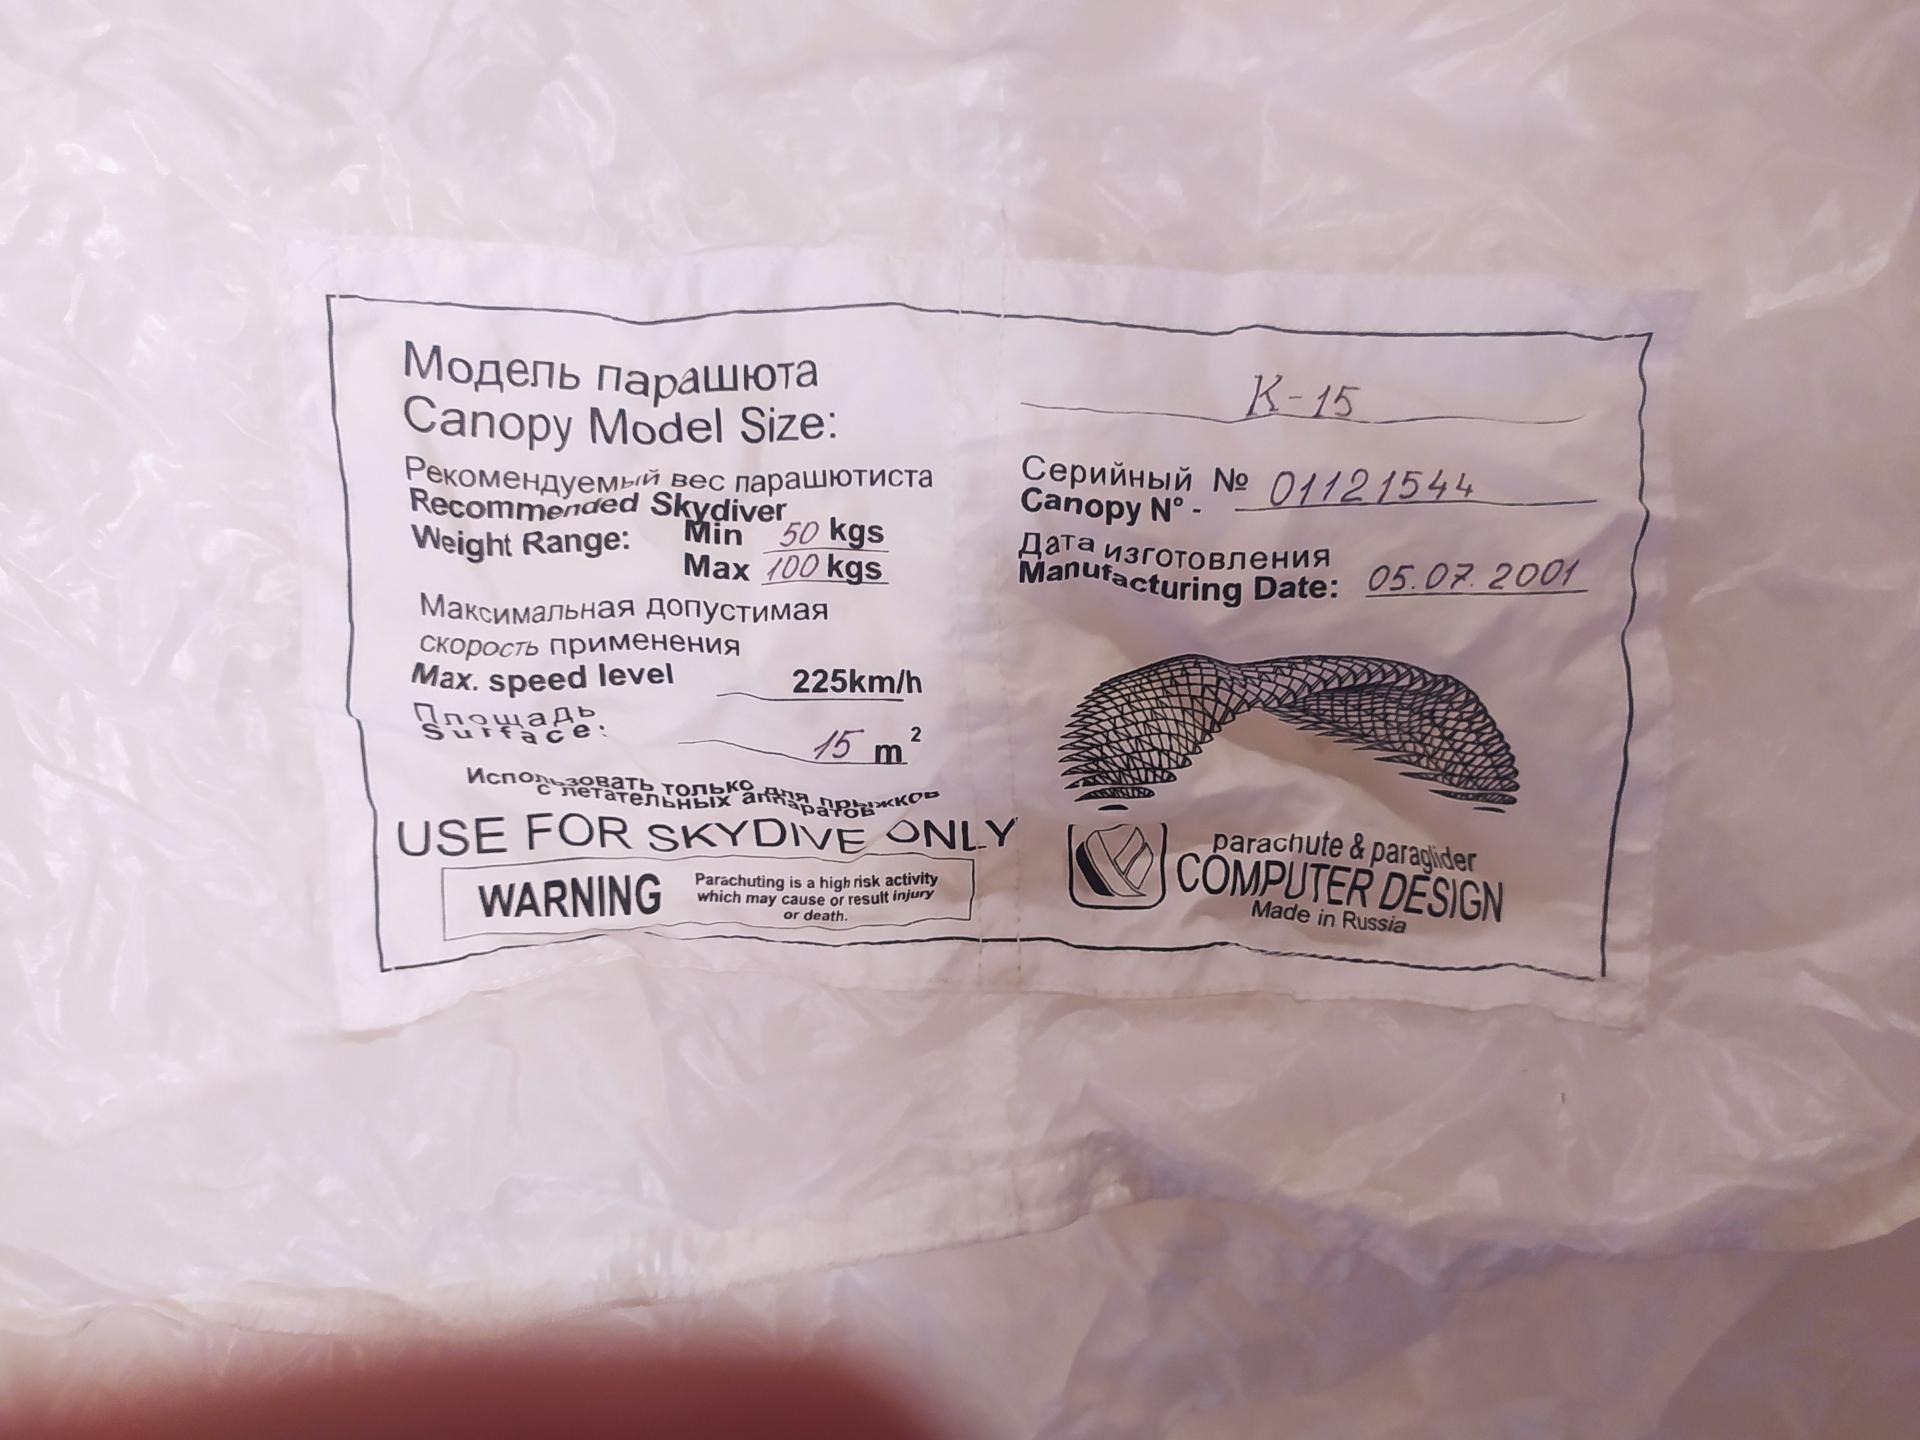 Модель парашюта
Canopy Model Size: K-15
Рекомендуемый вес парашютиста
Recommended Skydiver
Weight Range: Min 50 kgs
Max 100 kgs
Максимальная допустимая
скорость применения
Max. speed level 225km/h
Площадь
Surface: 15 m²
Использовать только для прыжков
с летательных аппаратов
USE FOR SKYDIVE ONLY
WARNING
Parachuting is a high risk activity
which may cause or result injury
or death.
Серийный № 01121544
Canopy N° -
Дата изготовления
Manufacturing Date: 05.07.2001
parachute & paraglider
COMPUTER DESIGN
Made in Russia